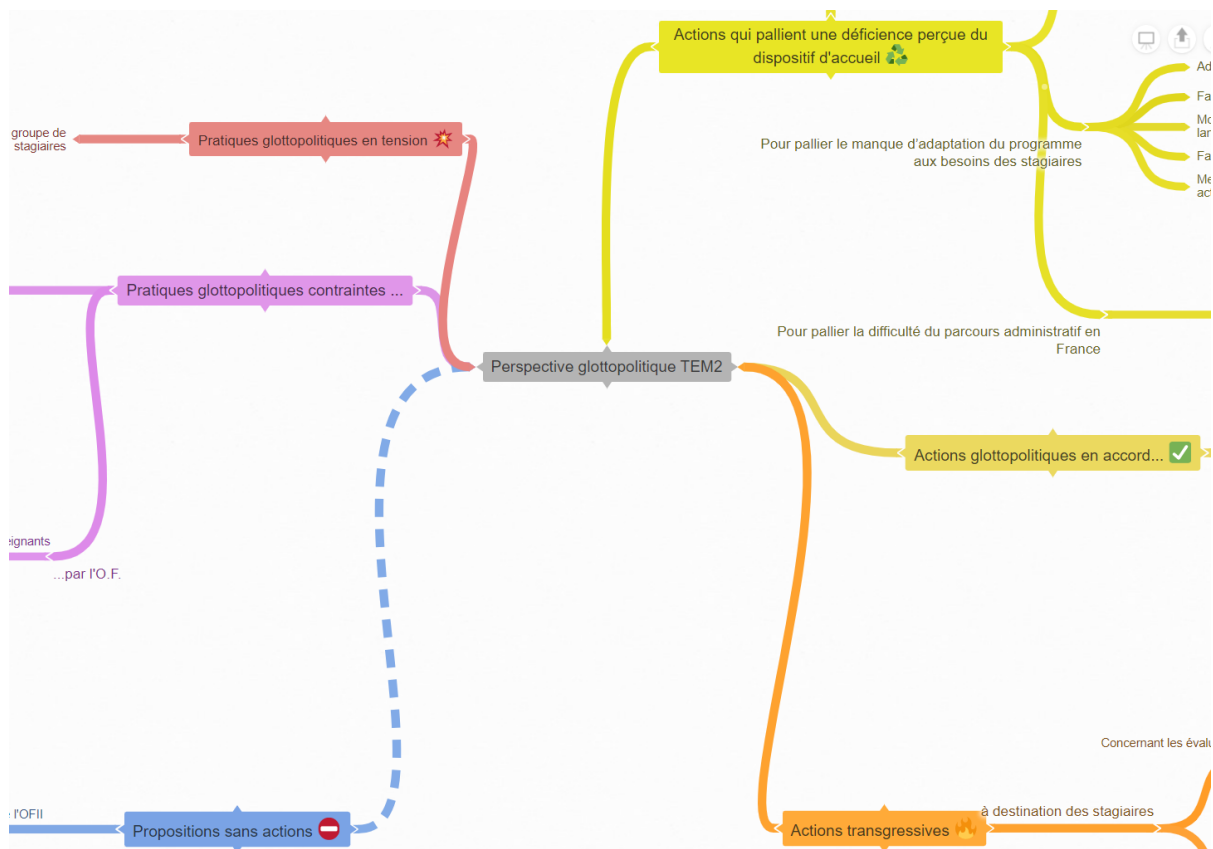 Actions qui pallient une déficience perçue du
dispositif d'accueil
groupe de
stagiaires
Pratiques glottopolitiques en tension
Pour pallier le manque d'adaptation du programme
aux besoins des stagiaires
Pratiques glottopolitiques contraintes ...
Pour pallier la difficulté du parcours administratif en
France
Perspective glottopolitique TEM2
Actions glottopolitiques en accord...
...par l'O.F.
Concernant les
l'OFII
Propositions sans actions
à destination des stagiaires
Actions transgressives